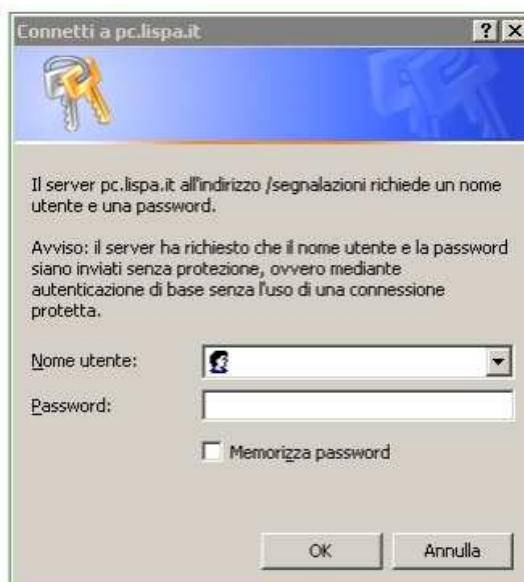 Connetti a pc.lispa.it
Il server pc.lispa.it all'indirizzo /segnalazioni richiede un nome
utente e una password.
Avviso: il server ha richiesto che il nome utente e la password
siano inviati senza protezione, ovvero mediante
autenticazione di base senza l'uso di una connessione
protetta.
Nome utente:
Password:
Memorizza password
OK
Annulla